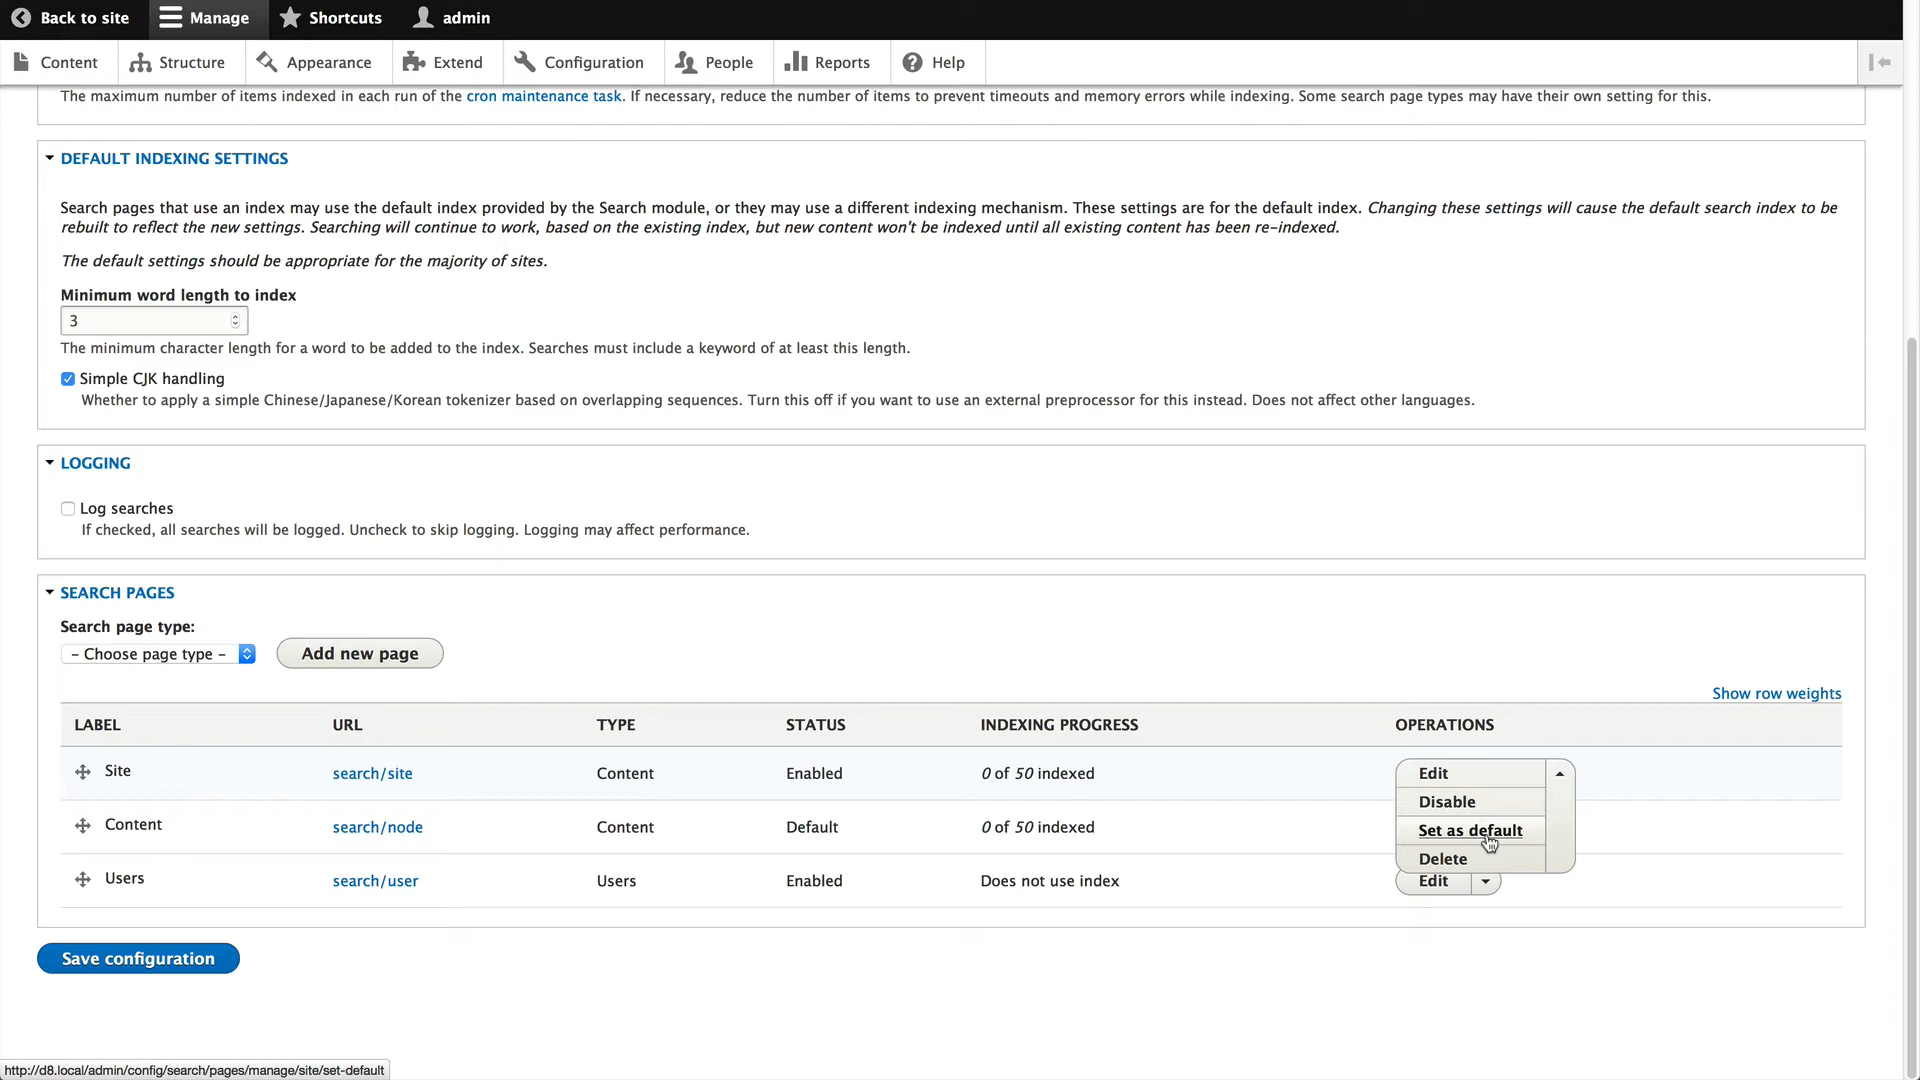 Back to site
Manage
Shortcuts
admin
Content
Structure
Appearance
Extend
Configuration
People
Reports
Help
The maximum number of items indexed in each run of the cron maintenance task. If necessary, reduce the number of items to prevent timeouts and memory errors while indexing. Some search page types may have their own setting for this.
DEFAULT INDEXING SETTINGS
Search pages that use an index may use the default index provided by the Search module, or they may use a different indexing mechanism. These settings are for the default index. Changing these settings will cause the default search index to be
rebuilt to reflect the new settings. Searching will continue to work, based on the existing index, but new content won't be indexed until all existing content has been re-indexed.
The default settings should be appropriate for the majority of sites.
Minimum word length to index
3
The minimum character length for a word to be added to the index. Searches must include a keyword of at least this length.
Simple CJK handling
Whether to apply a simple Chinese/Japanese/Korean tokenizer based on overlapping sequences. Turn this off if you want to use an external preprocessor for this instead. Does not affect other languages.
LOGGING
Log searches
If checked, all searches will be logged. Uncheck to skip logging. Logging may affect performance.
SEARCH PAGES
Search page type:
- Choose page type -
Add new page
Show row weights
LABEL URL TYPE STATUS INDEXING PROGRESS OPERATIONS
Site search/site Content Enabled 0 of 50 indexed Edit
Disable
Content search/node Content Default 0 of 50 indexed Set as default
Delete
Users search/user Users Enabled Does not use index Edit
Save configuration
http://d8.local/admin/config/search/pages/manage/site/set-default